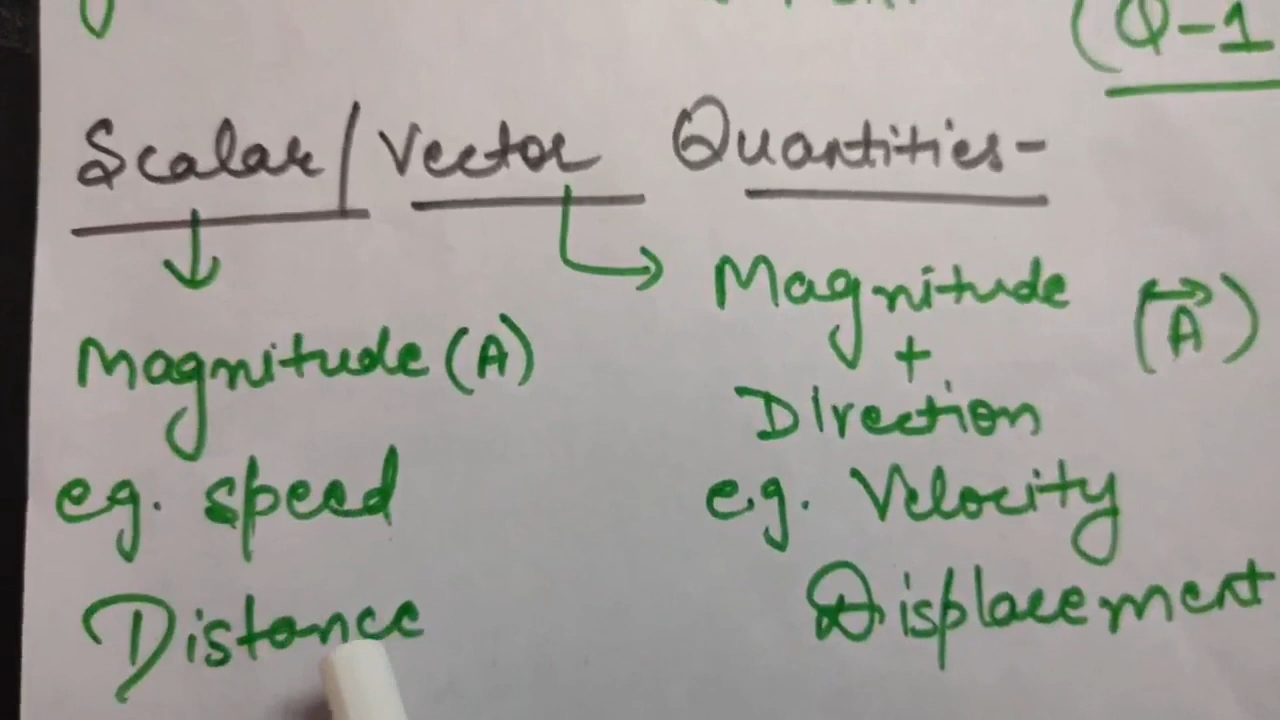 (Q-1
Scalar/Vector Quantities-
Magnitude (A)
eg. speed
Distance
Magnitude (A⃗)
+
Direction
eg. Velocity
Displacement